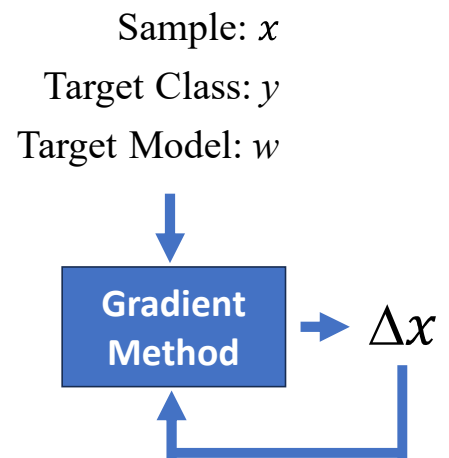 Sample: x
Target Class: y
Target Model: w
Gradient
Method
Δx